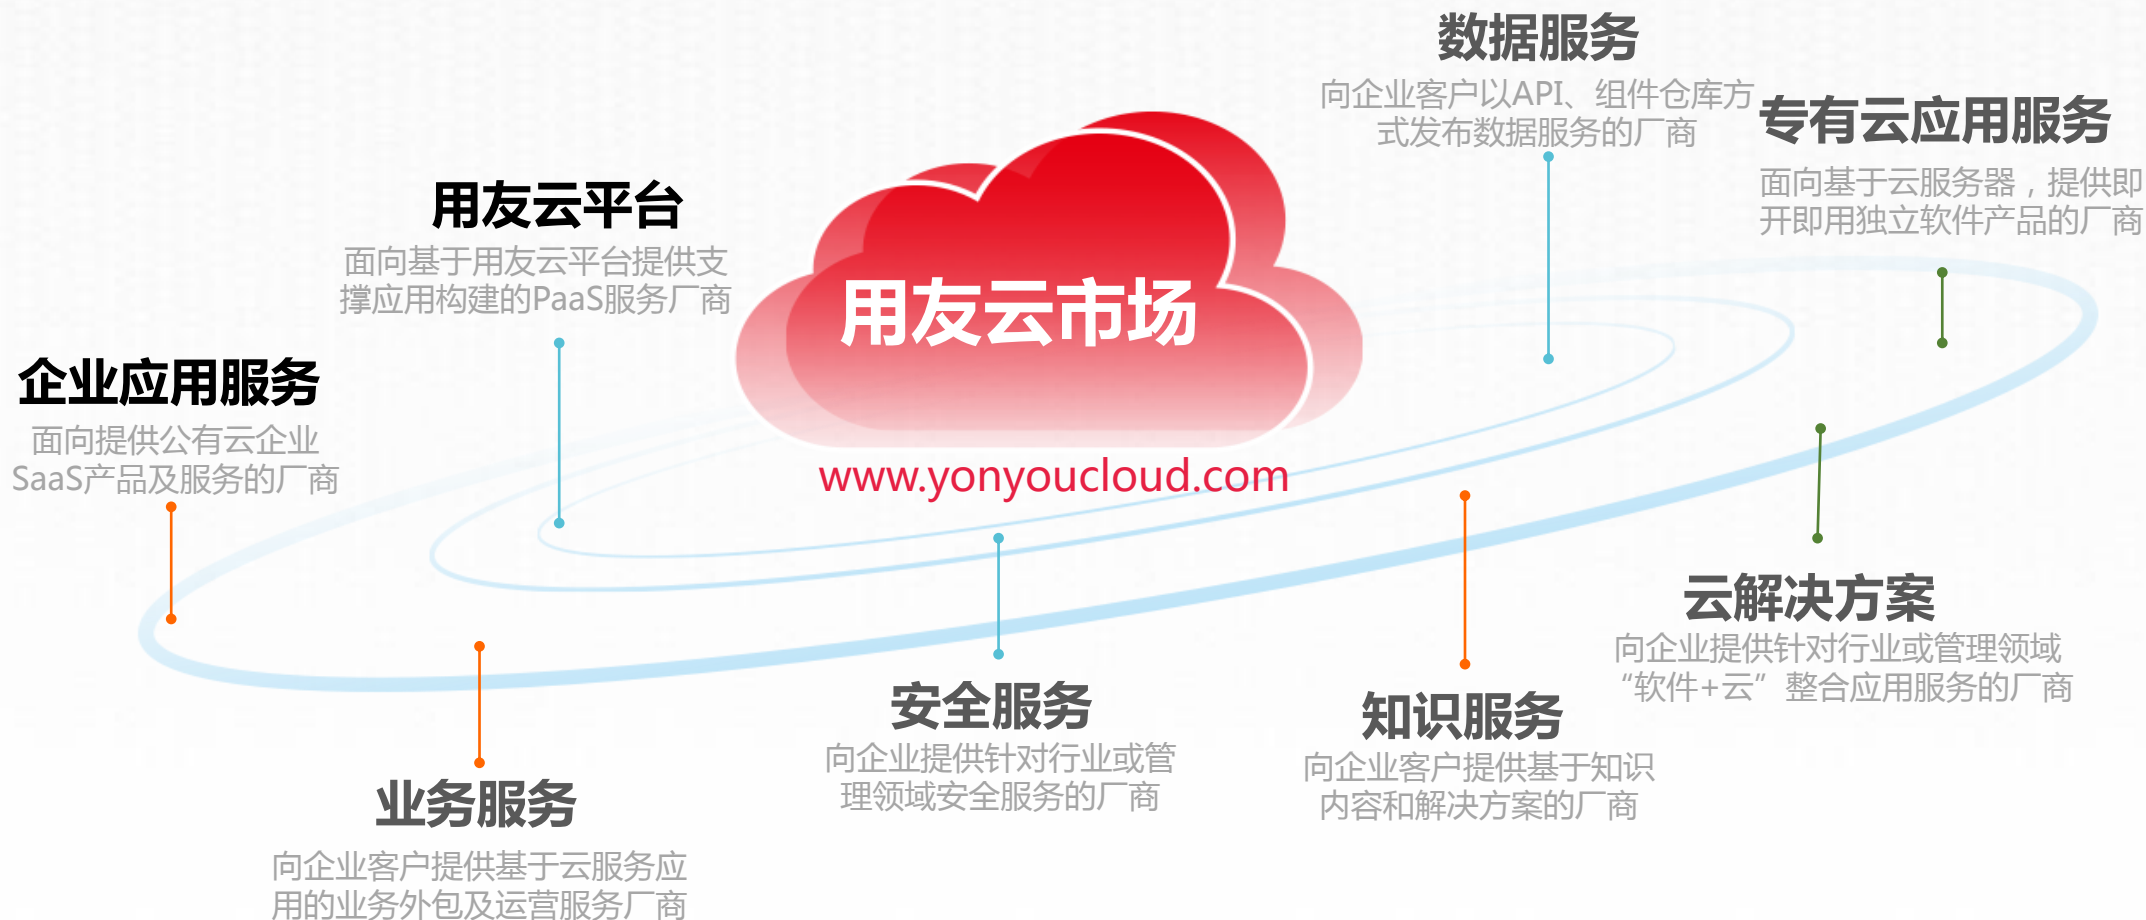 数据服务
向企业客户以API、组件仓库方
式发布数据服务的厂商
专有云应用服务
面向基于云服务器，提供即
开即用独立软件产品的厂商
用友云平台
面向基于用友云平台提供支
撑应用构建的PaaS服务厂商
用友云市场
www.yonyoucloud.com
企业应用服务
面向提供公有云企业
SaaS产品及服务的厂商
云解决方案
向企业提供针对行业或管理领域
“软件+云”整合应用服务的厂商
安全服务
向企业提供针对行业或管
理领域安全服务的厂商
知识服务
向企业客户提供基于知识
内容和解决方案的厂商
业务服务
向企业客户提供基于云服务应
用的业务外包及运营服务厂商